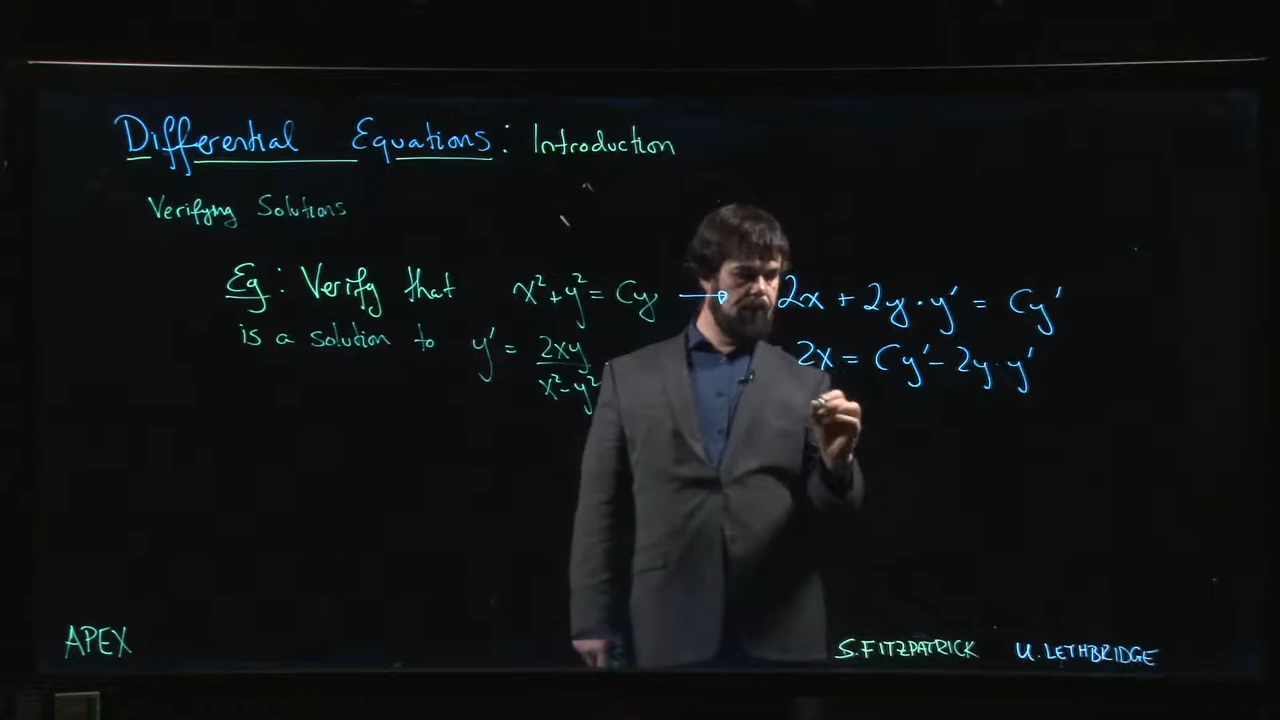 Differential Equations: Introduction
Verifying Solutions
Eg: Verify that x²+y²= Cy → 2x + 2y·y′ = Cy′
is a solution to y′ = 2xy/(x²-y²) 2x = Cy′- 2y·y′
APEX S.FITZPATRICK U.LETHBRIDGE